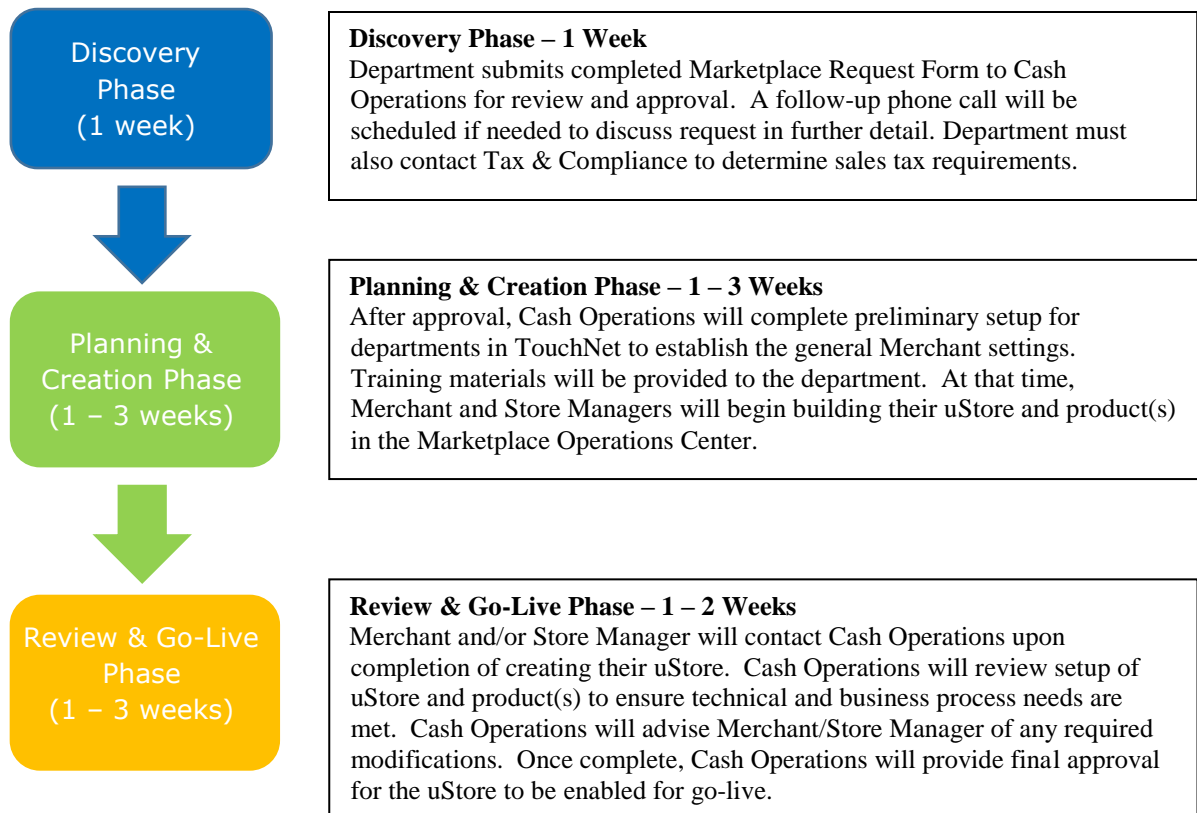 Discovery
Phase
(1 week)
Discovery Phase – 1 Week
Department submits completed Marketplace Request Form to Cash
Operations for review and approval.  A follow-up phone call will be
scheduled if needed to discuss request in further detail. Department must
also contact Tax & Compliance to determine sales tax requirements.
Planning &
Creation Phase
(1 – 3 weeks)
Planning & Creation Phase – 1 – 3 Weeks
After approval, Cash Operations will complete preliminary setup for
departments in TouchNet to establish the general Merchant settings.
Training materials will be provided to the department.  At that time,
Merchant and Store Managers will begin building their uStore and product(s)
in the Marketplace Operations Center.
Review & Go-Live
Phase
(1 – 3 weeks)
Review & Go-Live Phase – 1 – 2 Weeks
Merchant and/or Store Manager will contact Cash Operations upon
completion of creating their uStore.  Cash Operations will review setup of
uStore and product(s) to ensure technical and business process needs are
met.  Cash Operations will advise Merchant/Store Manager of any required
modifications.  Once complete, Cash Operations will provide final approval
for the uStore to be enabled for go-live.